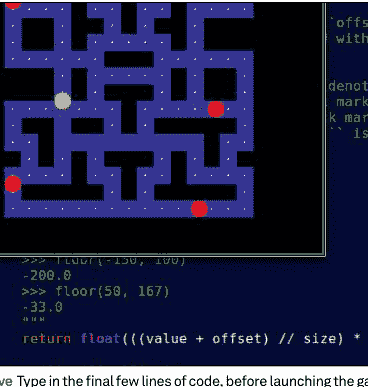 `offs
with
denot
mark
k mar
`` is
>>> floor(-150, 100)
-200.0
>>> floor(50, 167)
-33.0
"""
return float(((value + offset) // size) *
ve Type in the final few lines of code, before launching the ga